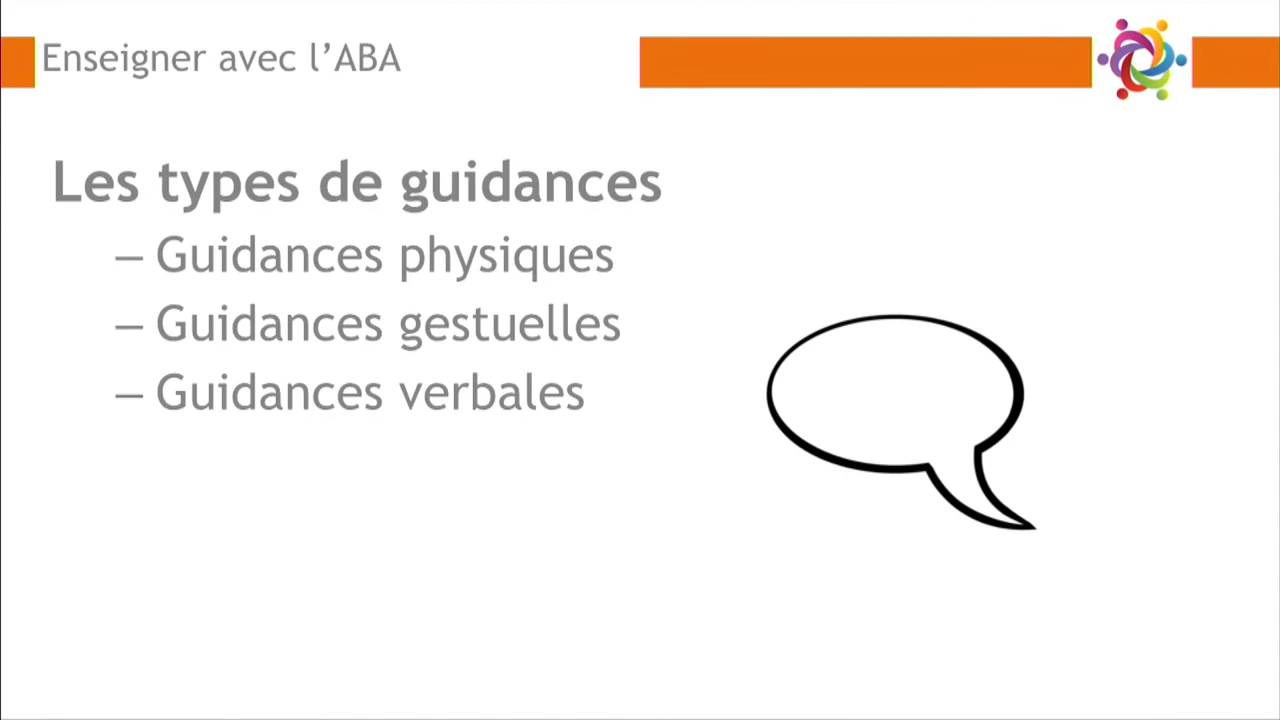 Enseigner avec l’ABA
Les types de guidances
– Guidances physiques
– Guidances gestuelles
– Guidances verbales